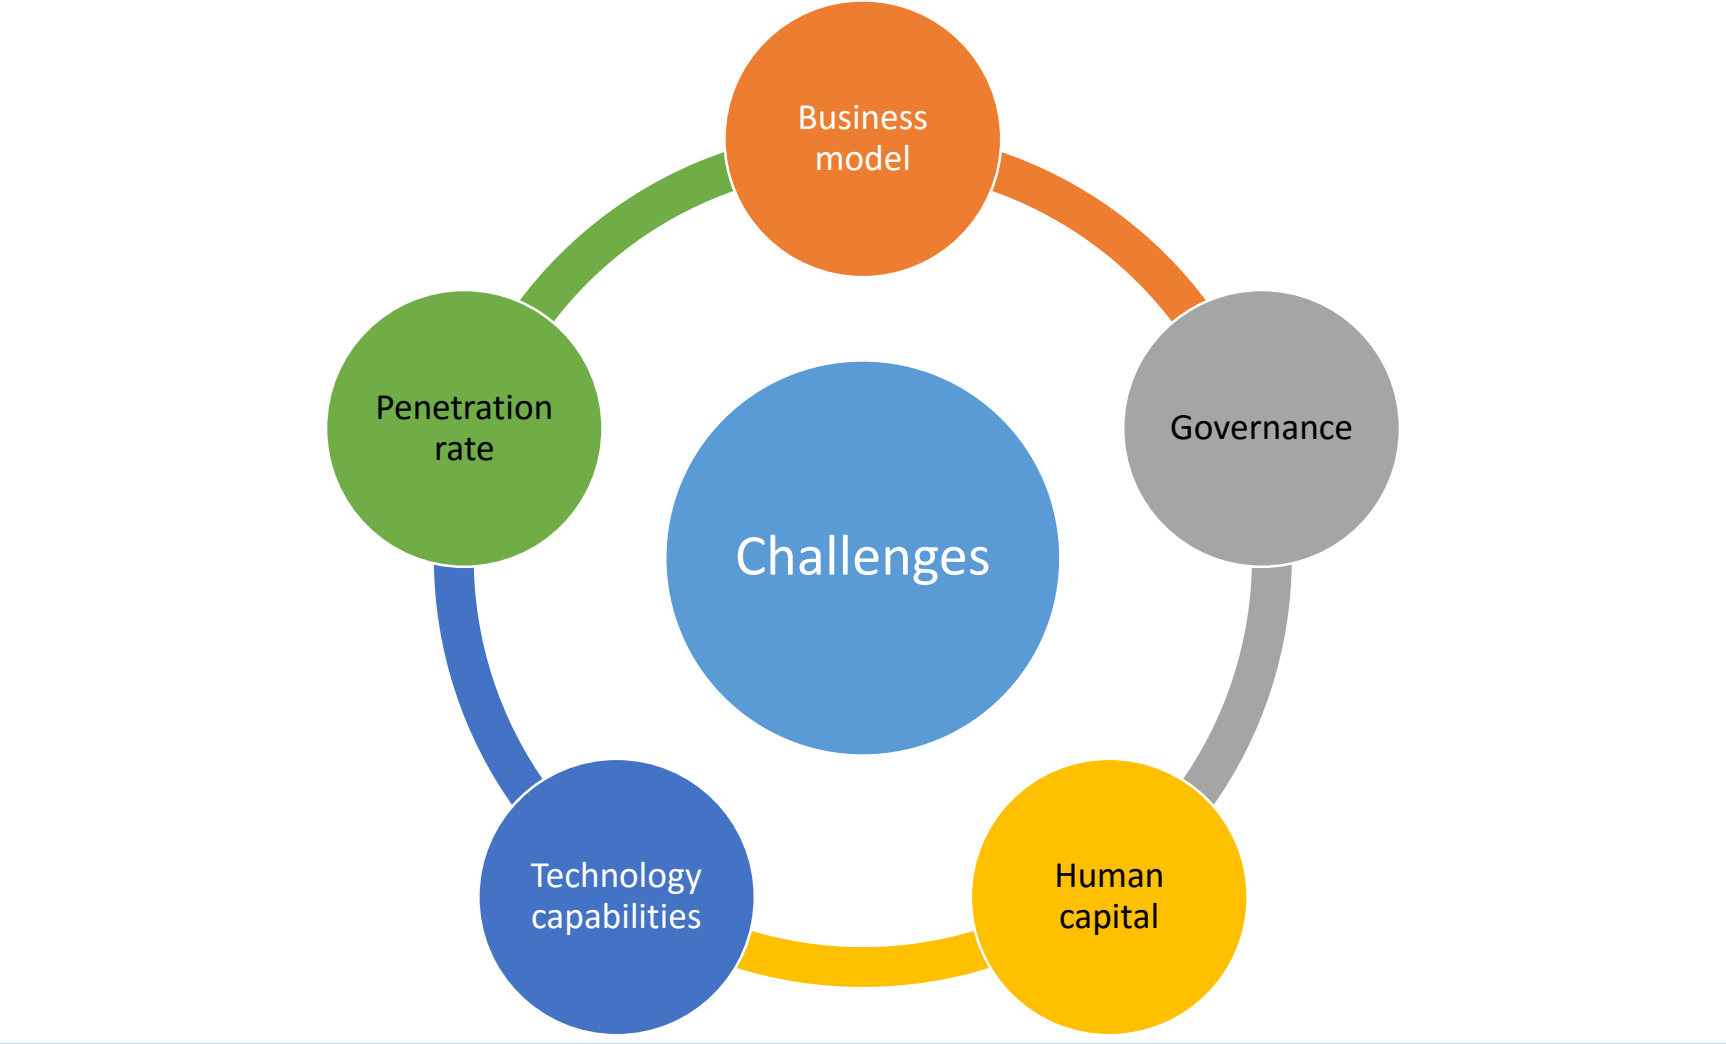 Business
model
Penetration
rate
Governance
Challenges
Technology
capabilities
Human
capital